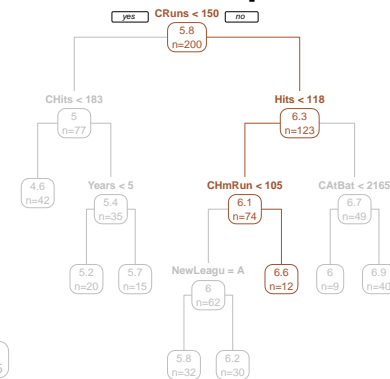 yes CRuns < 150 no
5.8
n=200
CHits < 183
5
n=77
Hits < 118
6.3
n=123
4.6
n=42
Years < 5
5.4
n=35
CHmRun < 105
6.1
n=74
CAtBat < 2165
6.7
n=49
5.2
n=20
5.7
n=15
NewLeagu = A
6
n=62
6.6
n=12
6
n=9
6.9
n=40
5.8
n=32
6.2
n=30